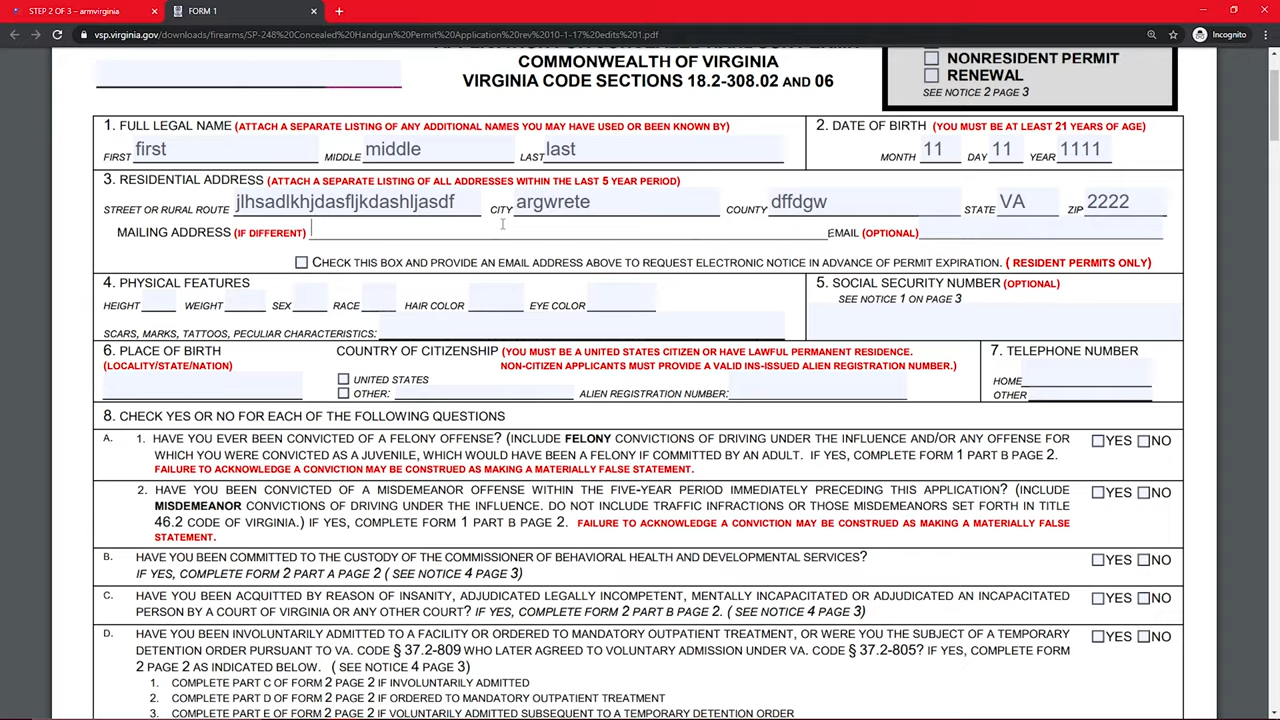 STEP 2 OF 3 – armvirginia
FORM 1
vsp.virginia.gov/downloads/firearms/SP-248%20Concealed%20Handgun%20Permit%20Application%20rev%2010-1-17%20edits%201.pdf
Incognito
COMMONWEALTH OF VIRGINIA
VIRGINIA CODE SECTIONS 18.2-308.02 AND 06
NONRESIDENT PERMIT
RENEWAL
SEE NOTICE 2 PAGE 3
1. FULL LEGAL NAME (ATTACH A SEPARATE LISTING OF ANY ADDITIONAL NAMES YOU MAY HAVE USED OR BEEN KNOWN BY)
FIRST first MIDDLE middle LAST last
2. DATE OF BIRTH (YOU MUST BE AT LEAST 21 YEARS OF AGE)
MONTH 11 DAY 11 YEAR 1111
3. RESIDENTIAL ADDRESS (ATTACH A SEPARATE LISTING OF ALL ADDRESSES WITHIN THE LAST 5 YEAR PERIOD)
STREET OR RURAL ROUTE jlhsadlkhjdasfljkdashljasdf CITY argwrete COUNTY dffdgw STATE VA ZIP 2222
MAILING ADDRESS (IF DIFFERENT) EMAIL (OPTIONAL)
CHECK THIS BOX AND PROVIDE AN EMAIL ADDRESS ABOVE TO REQUEST ELECTRONIC NOTICE IN ADVANCE OF PERMIT EXPIRATION. ( RESIDENT PERMITS ONLY)
4. PHYSICAL FEATURES
HEIGHT WEIGHT SEX RACE HAIR COLOR EYE COLOR
SCARS, MARKS, TATTOOS, PECULIAR CHARACTERISTICS:
5. SOCIAL SECURITY NUMBER (OPTIONAL)
SEE NOTICE 1 ON PAGE 3
6. PLACE OF BIRTH
(LOCALITY/STATE/NATION)
COUNTRY OF CITIZENSHIP (YOU MUST BE A UNITED STATES CITIZEN OR HAVE LAWFUL PERMANENT RESIDENCE.
NON-CITIZEN APPLICANTS MUST PROVIDE A VALID INS-ISSUED ALIEN REGISTRATION NUMBER.)
UNITED STATES
OTHER: ALIEN REGISTRATION NUMBER:
7. TELEPHONE NUMBER
HOME
OTHER
8. CHECK YES OR NO FOR EACH OF THE FOLLOWING QUESTIONS
A. 1. HAVE YOU EVER BEEN CONVICTED OF A FELONY OFFENSE? (INCLUDE FELONY CONVICTIONS OF DRIVING UNDER THE INFLUENCE AND/OR ANY OFFENSE FOR YES NO
WHICH YOU WERE CONVICTED AS A JUVENILE, WHICH WOULD HAVE BEEN A FELONY IF COMMITTED BY AN ADULT. IF YES, COMPLETE FORM 1 PART B PAGE 2.
FAILURE TO ACKNOWLEDGE A CONVICTION MAY BE CONSTRUED AS MAKING A MATERIALLY FALSE STATEMENT.
2. HAVE YOU BEEN CONVICTED OF A MISDEMEANOR OFFENSE WITHIN THE FIVE-YEAR PERIOD IMMEDIATELY PRECEDING THIS APPLICATION? (INCLUDE YES NO
MISDEMEANOR CONVICTIONS OF DRIVING UNDER THE INFLUENCE. DO NOT INCLUDE TRAFFIC INFRACTIONS OR THOSE MISDEMEANORS SET FORTH IN TITLE
46.2 CODE OF VIRGINIA.) IF YES, COMPLETE FORM 1 PART B PAGE 2. FAILURE TO ACKNOWLEDGE A CONVICTION MAY BE CONSTRUED AS MAKING A MATERIALLY FALSE
STATEMENT.
B. HAVE YOU BEEN COMMITTED TO THE CUSTODY OF THE COMMISSIONER OF BEHAVIORAL HEALTH AND DEVELOPMENTAL SERVICES? YES NO
IF YES, COMPLETE FORM 2 PART A PAGE 2 ( SEE NOTICE 4 PAGE 3)
C. HAVE YOU BEEN ACQUITTED BY REASON OF INSANITY, ADJUDICATED LEGALLY INCOMPETENT, MENTALLY INCAPACITATED OR ADJUDICATED AN INCAPACITATED YES NO
PERSON BY A COURT OF VIRGINIA OR ANY OTHER COURT? IF YES, COMPLETE FORM 2 PART B PAGE 2. ( SEE NOTICE 4 PAGE 3)
D. HAVE YOU BEEN INVOLUNTARILY ADMITTED TO A FACILITY OR ORDERED TO MANDATORY OUTPATIENT TREATMENT, OR WERE YOU THE SUBJECT OF A TEMPORARY YES NO
DETENTION ORDER PURSUANT TO VA. CODE § 37.2-809 WHO LATER AGREED TO VOLUNTARY ADMISSION UNDER VA. CODE § 37.2-805? IF YES, COMPLETE FORM
2 PAGE 2 AS INDICATED BELOW. ( SEE NOTICE 4 PAGE 3)
1. COMPLETE PART C OF FORM 2 PAGE 2 IF INVOLUNTARILY ADMITTED
2. COMPLETE PART D OF FORM 2 PAGE 2 IF ORDERED TO MANDATORY OUTPATIENT TREATMENT
3. COMPLETE PART E OF FORM 2 PAGE 2 IF VOLUNTARILY ADMITTED SUBSEQUENT TO A TEMPORARY DETENTION ORDER